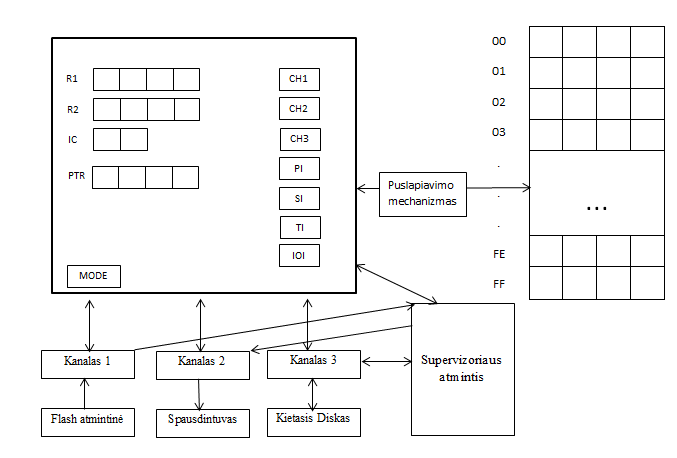 R1
R2
IC
PTR
MODE
CH1
CH2
CH3
PI
SI
TI
IOI
Puslapiavimo
mechanizmas
00
01
02
03
.
.
.
FE
FF
...
Kanalas 1
Kanalas 2
Kanalas 3
Supervizoriaus
atmintis
Flash atmintinė
Spausdintuvas
Kietasis Diskas